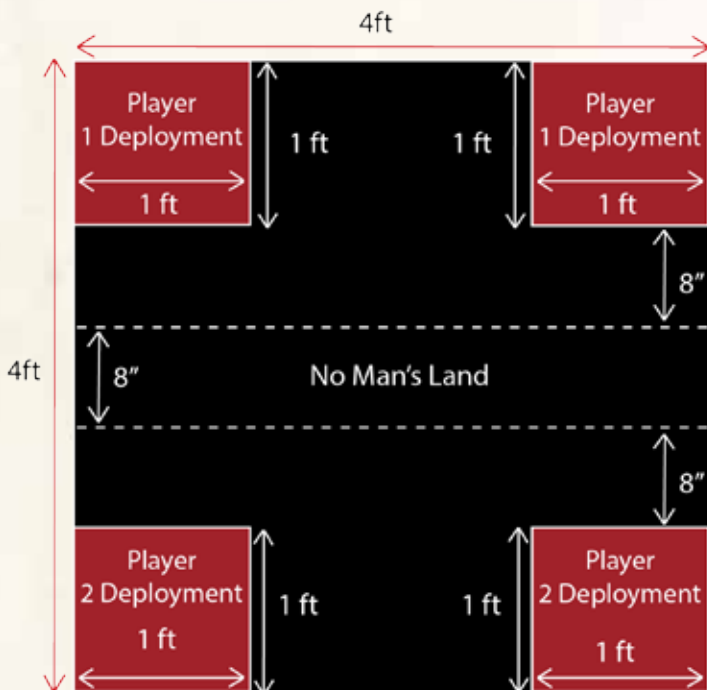 4ft
Player
1 Deployment
1 ft
1 ft
1 ft
Player
1 Deployment
1 ft
8”
4ft
8”
No Man’s Land
8”
Player
2 Deployment
1 ft
1 ft
1 ft
Player
2 Deployment
1 ft